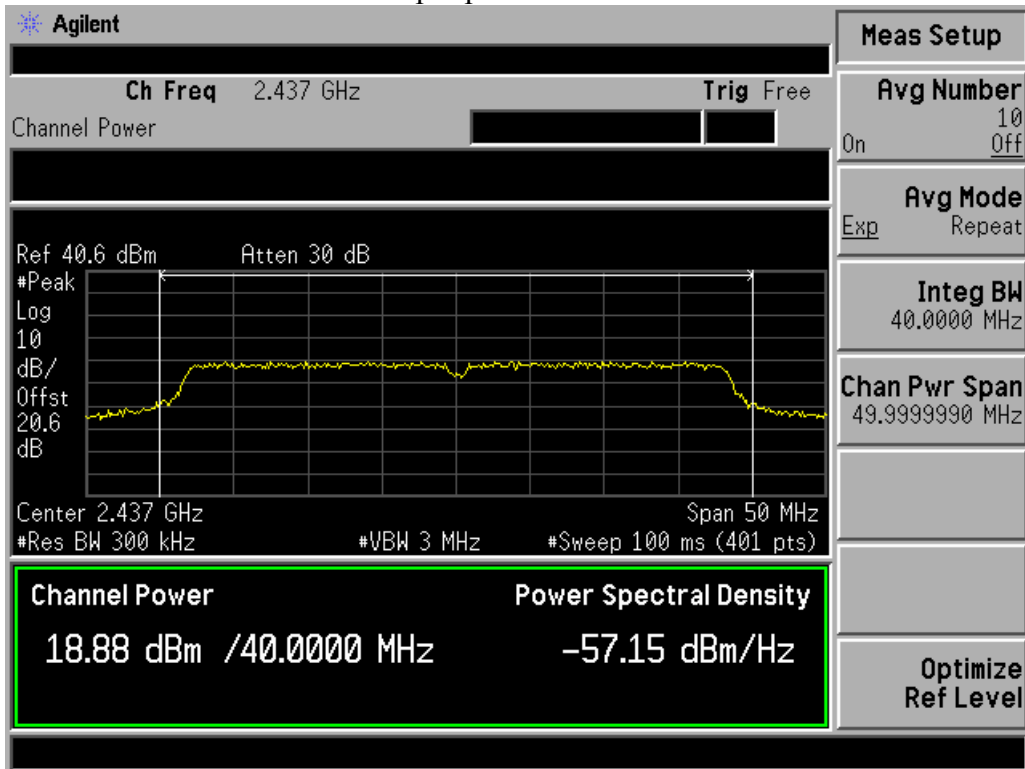 Agilent
Meas Setup
Ch Freq 2.437 GHz Trig Free
Channel Power
Avg Number
10
On Off
Avg Mode
Exp Repeat
Integ BW
40.0000 MHz
Chan Pwr Span
49.9999990 MHz
Optimize
Ref Level
Ref 40.6 dBm Atten 30 dB
#Peak
Log
10
dB/
Offst
20.6
dB
Center 2.437 GHz Span 50 MHz
#Res BW 300 kHz #VBW 3 MHz #Sweep 100 ms (401 pts)
Channel Power Power Spectral Density
18.88 dBm /40.0000 MHz -57.15 dBm/Hz